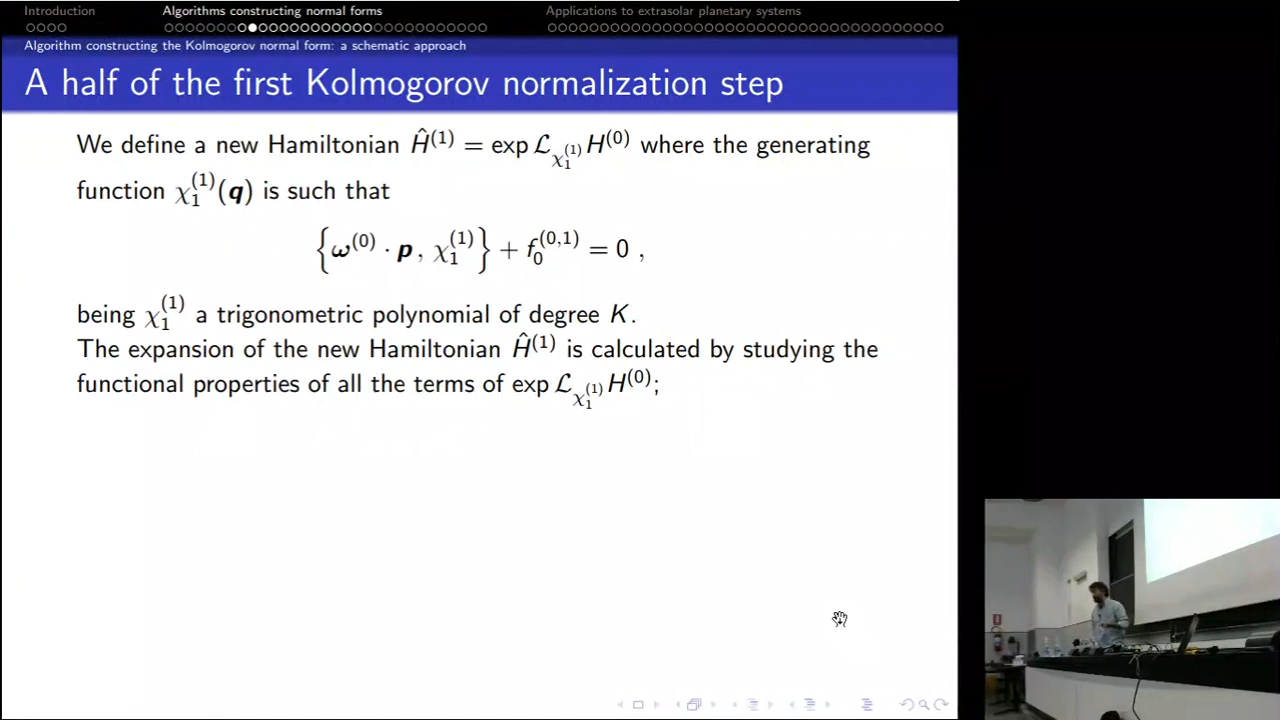 Introduction Algorithms constructing normal forms Applications to extrasolar planetary systems
Algorithm constructing the Kolmogorov normal form: a schematic approach
A half of the first Kolmogorov normalization step
We define a new Hamiltonian Ĥ^(1) = exp ℒ_{χ_1^(1)} H^(0) where the generating
function χ_1^(1)(𝒒) is such that
{ω^(0) · 𝒑 , χ_1^(1)} + f_0^(0,1) = 0 ,
being χ_1^(1) a trigonometric polynomial of degree K.
The expansion of the new Hamiltonian Ĥ^(1) is calculated by studying the
functional properties of all the terms of exp ℒ_{χ_1^(1)} H^(0);